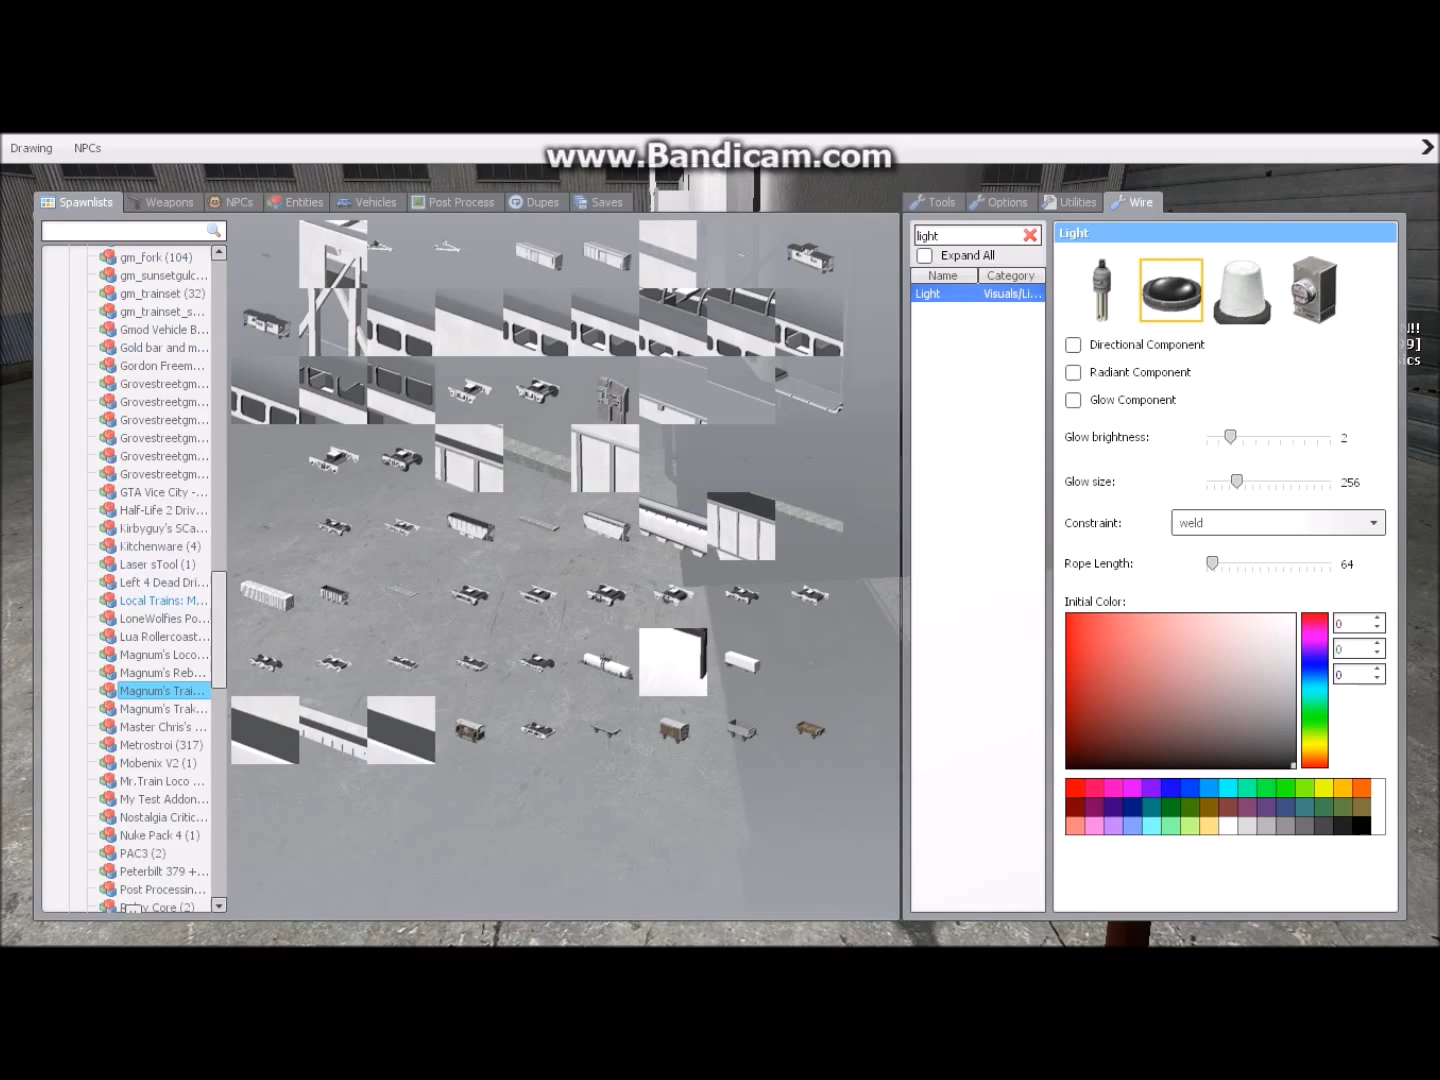 Drawing NPCs
www.Bandicam.com
Spawnlists Weapons NPCs Entities Vehicles Post Process Dupes Saves
Tools Options Utilities Wire
gm_fork (104)
gm_sunsetgulc...
gm_trainset (32)
gm_trainset_s...
Gmod Vehicle B...
Gold bar and m...
Gordon Freem...
Grovestreetgm...
Grovestreetgm...
Grovestreetgm...
Grovestreetgm...
Grovestreetgm...
Grovestreetgm...
GTA Vice City -...
Half-Life 2 Driv...
Kirbyguy's SCa...
Kitchenware (4)
Laser sTool (1)
Left 4 Dead Dri...
Local Trains: M...
LoneWolfies Po...
Lua Rollercoast...
Magnum's Loco...
Magnum's Reb...
Magnum's Trai...
Magnum's Trak...
Master Chris's ...
Metrostroi (317)
Mobenix V2 (1)
Mr.Train Loco ...
My Test Addon...
Nostalgia Critic...
Nuke Pack 4 (1)
PAC3 (2)
Peterbilt 379 +...
Post Processin...
Core (2)
light
Expand All
Name Category
Light Visuals/Li...
Light
Directional Component
Radiant Component
Glow Component
Glow brightness: 2
Glow size: 256
Constraint: weld
Rope Length: 64
Initial Color:
0
0
0